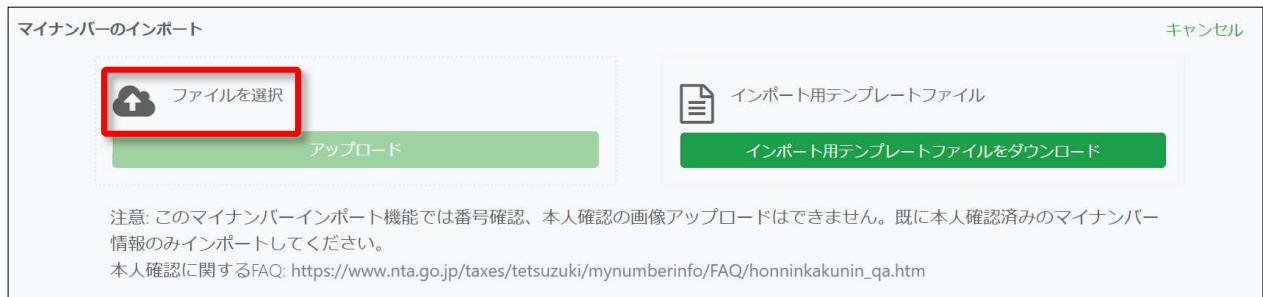 マイナンバーのインポート
キャンセル
ファイルを選択
アップロード
インポート用テンプレートファイル
インポート用テンプレートファイルをダウンロード
注意: このマイナンバーインポート機能では番号確認、本人確認の画像アップロードはできません。既に本人確認済みのマイナンバー
情報のみインポートしてください。
本人確認に関するFAQ: https://www.nta.go.jp/taxes/tetsuzuki/mynumberinfo/FAQ/honninkakunin_qa.htm